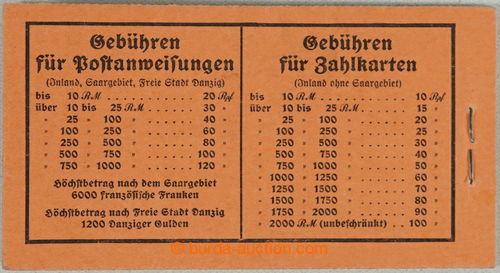 Gebühren
für Postanweisungen
(Inland, Saargebiet, Freie Stadt Danzig)
bis 10 RM . . . . . . . . . . 20 Rpf
über 10 bis 25 RM . . . . . 30 "
" 25 " 100 " . . . . . 40 "
" 100 " 250 " . . . . . 60 "
" 250 " 500 " . . . . . 80 "
" 500 " 750 " . . . . . 100 "
" 750 " 1000 " . . . . . 120 "
Höchstbetrag nach dem Saargebiet
6000 französische Franken
Höchstbetrag nach Freie Stadt Danzig
1200 Danziger Gulden
Gebühren
für Zahlkarten
(Inland ohne Saargebiet)
bis 10 RM . . . . . . . . . . 10 Rpf
über 10 bis 25 RM . . . . . 15 "
" 25 " 100 " . . . . . 20 "
" 100 " 250 " . . . . . 25 "
" 250 " 500 " . . . . . 30 "
" 500 " 750 " . . . . . 40 "
" 750 " 1000 " . . . . . 50 "
" 1000 " 1250 " . . . . . 60 "
" 1250 " 1500 " . . . . . 70 "
" 1500 " 1750 " . . . . . 80 "
" 1750 " 2000 " . . . . . 90 "
" 2000 RM (unbeschränkt) . . 100 "
© burda-auction.com